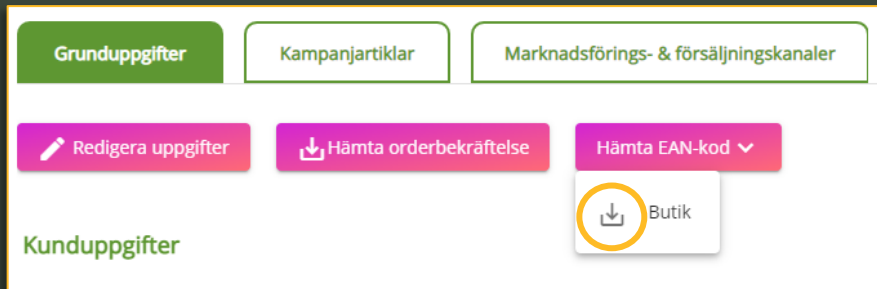 Grunduppgifter
Kampanjartiklar
Marknadsförings- & försäljningskanaler
Redigera uppgifter
Hämta orderbekräftelse
Hämta EAN-kod
Butik
Kunduppgifter